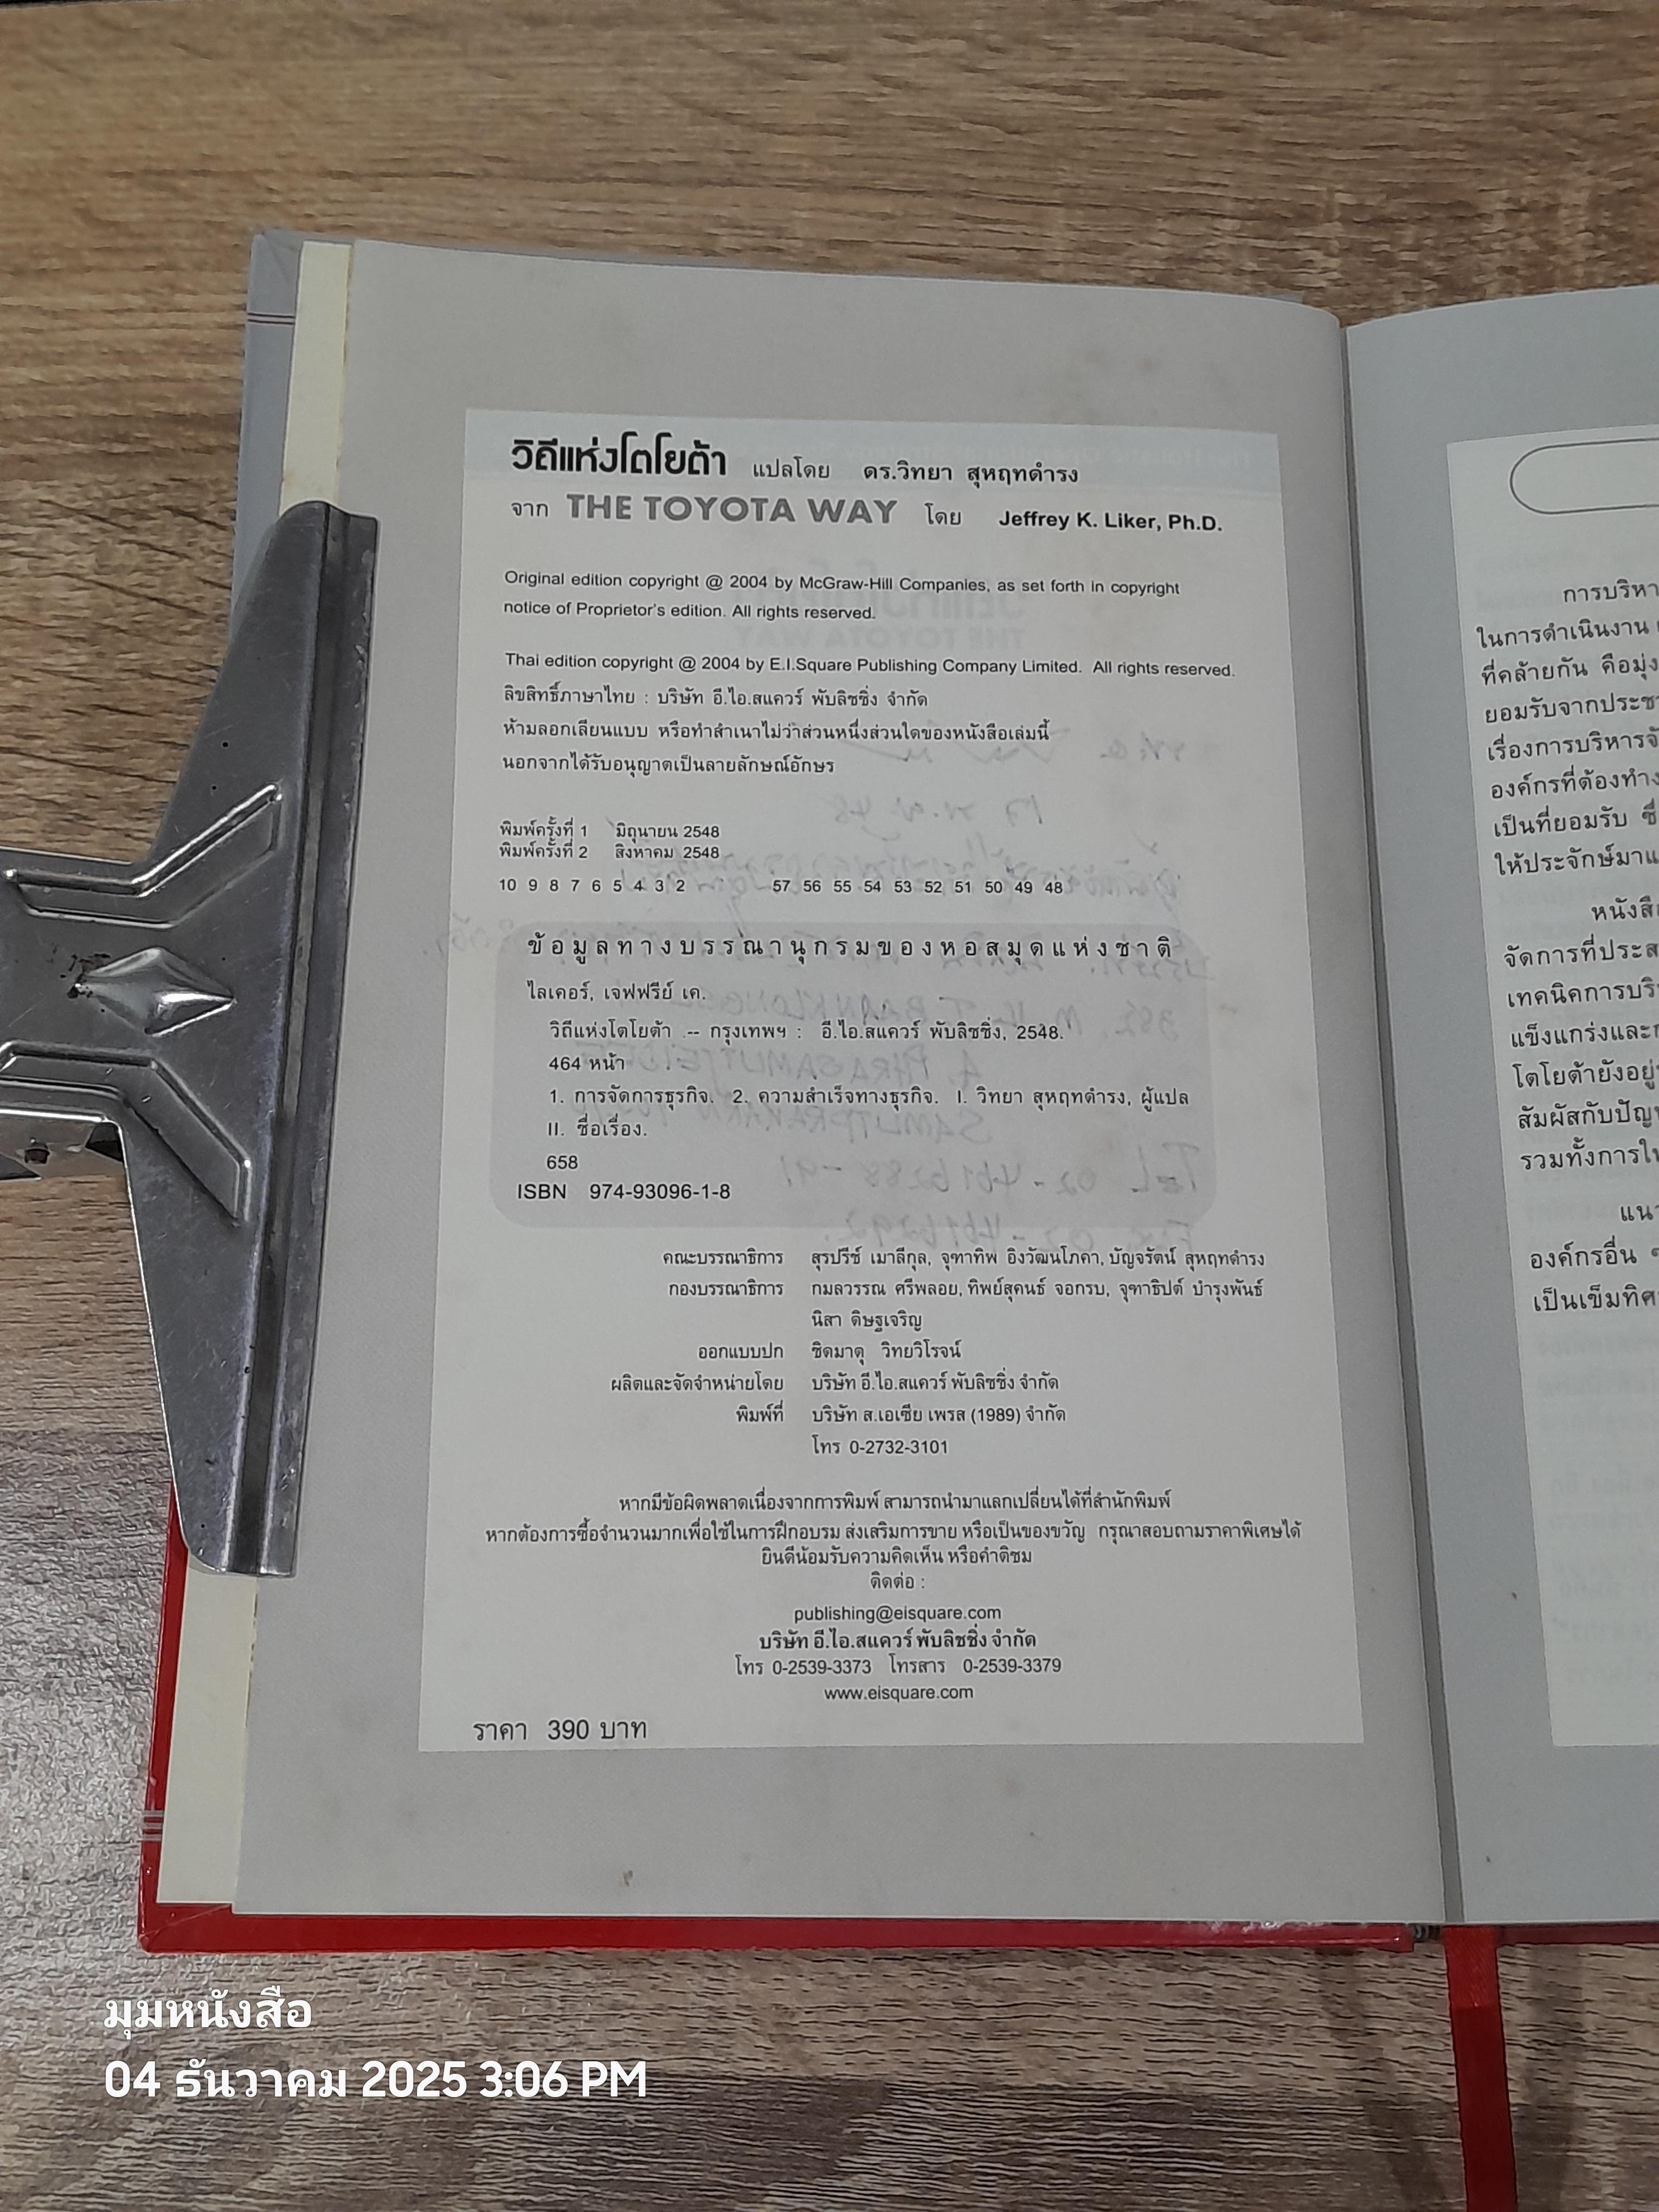 วิถีแห่งโตโยต้า แปลโดย ดร.วิทยา สุหฤทดำรง
จาก THE TOYOTA WAY โดย Jeffrey K. Liker, Ph.D.
Original edition copyright @ 2004 by McGraw-Hill Companies, as set forth in copyright
notice of Proprietor's edition. All rights reserved.
Thai edition copyright @ 2004 by E.I.Square Publishing Company Limited. All rights reserved.
ลิขสิทธิ์ภาษาไทย : บริษัท อี.ไอ.สแควร์ พับลิชชิ่ง จำกัด
ห้ามลอกเลียนแบบ หรือทำสำเนาไม่ว่าส่วนหนึ่งส่วนใดของหนังสือเล่มนี้
นอกจากได้รับอนุญาตเป็นลายลักษณ์อักษร
พิมพ์ครั้งที่ 1 มิถุนายน 2548
พิมพ์ครั้งที่ 2 สิงหาคม 2548
10 9 8 7 6 5 4 3 2 57 56 55 54 53 52 51 50 49 48
ข้อมูลทางบรรณานุกรมของหอสมุดแห่งชาติ
ไลเคอร์, เจฟฟรีย์ เค.
วิถีแห่งโตโยต้า .-- กรุงเทพฯ : อี.ไอ.สแควร์ พับลิชชิ่ง, 2548.
464 หน้า
1. การจัดการธุรกิจ. 2. ความสำเร็จทางธุรกิจ. I. วิทยา สุหฤทดำรง, ผู้แปล
II. ชื่อเรื่อง.
658
ISBN 974-93096-1-8
คณะบรรณาธิการ สุรปรีช์ เมาลีกุล, จุฑาทิพ อิงวัฒนโภคา, บัญจรัตน์ สุหฤทดำรง
กองบรรณาธิการ กมลวรรณ ศรีพลอย, ทิพย์สุคนธ์ จอกรบ, จุฑาธิปต์ บำรุงพันธ์
นิสา ดิษฐเจริญ
ออกแบบปก ชิดมาดุ วิทยวิโรจน์
ผลิตและจัดจำหน่ายโดย บริษัท อี.ไอ.สแควร์ พับลิชชิ่ง จำกัด
พิมพ์ที่ บริษัท ส.เอเซีย เพรส (1989) จำกัด
โทร 0-2732-3101
หากมีข้อผิดพลาดเนื่องจากการพิมพ์ สามารถนำมาแลกเปลี่ยนได้ที่สำนักพิมพ์
หากต้องการซื้อจำนวนมากเพื่อใช้ในการฝึกอบรม ส่งเสริมการขาย หรือเป็นของขวัญ กรุณาสอบถามราคาพิเศษได้
ยินดีน้อมรับความคิดเห็น หรือคำติชม
ติดต่อ :
publishing@eisquare.com
บริษัท อี.ไอ.สแควร์ พับลิชชิ่ง จำกัด
โทร 0-2539-3373 โทรสาร 0-2539-3379
www.eisquare.com
ราคา 390 บาท
การบริหา
ในการดำเนินงาน
ที่คล้ายกัน คือมุ่ง
ยอมรับจากประชา
เรื่องการบริหารจั
องค์กรที่ต้องทำง
เป็นที่ยอมรับ ซึ่
ให้ประจักษ์มาแ
หนังสือ
จัดการที่ประส
เทคนิคการบริ
แข็งแกร่งและ
โตโยต้ายังอยู่
สัมผัสกับปัญ
รวมทั้งการให
แนว
องค์กรอื่น ๆ
เป็นเข็มทิศ
มุมหนังสือ
04 ธันวาคม 2025 3:06 PM